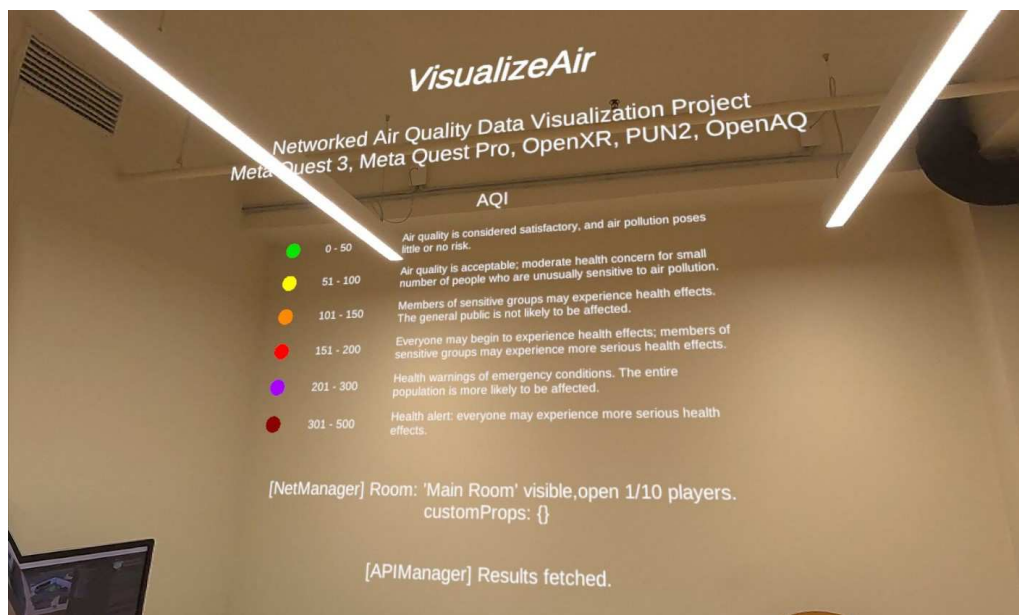 VisualizeAir
Networked Air Quality Data Visualization Project
Meta Quest 3, Meta Quest Pro, OpenXR, PUN2, OpenAQ
AQI
0 - 50
Air quality is considered satisfactory, and air pollution poses
little or no risk.
51 - 100
Air quality is acceptable; moderate health concern for small
number of people who are unusually sensitive to air pollution.
101 - 150
Members of sensitive groups may experience health effects.
The general public is not likely to be affected.
151 - 200
Everyone may begin to experience health effects; members of
sensitive groups may experience more serious health effects.
201 - 300
Health warnings of emergency conditions. The entire
population is more likely to be affected.
301 - 500
Health alert: everyone may experience more serious health
effects.
[NetManager] Room: 'Main Room' visible,open 1/10 players.
customProps: {}
[APIManager] Results fetched.